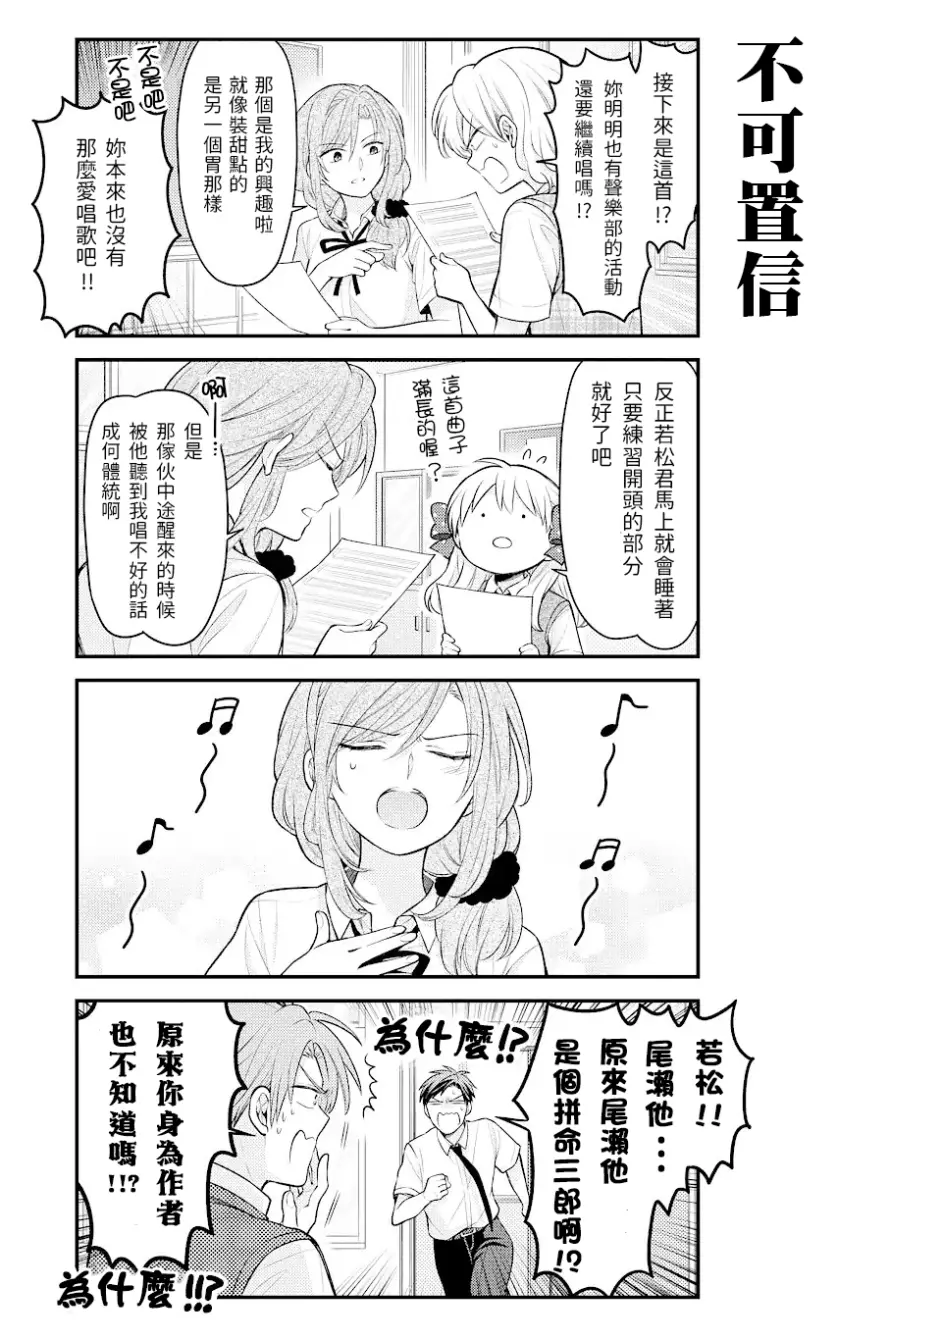 不可置信
接下來是這首!?
妳明明也有聲樂部的活動
還要繼續唱嗎!?
那個是我的興趣啦
就像裝甜點的
是另一個胃那樣
不是吧
不是吧
妳本來也沒有
那麼愛唱歌吧!!
反正若松君馬上就會睡著
只要練習開頭的部分
就好了吧
這首曲子
滿長的喔?
啊——…
但是
那傢伙中途醒來的時候
被他聽到我唱不好的話
成何體統啊
若松!!
尾瀨他…
原來尾瀨他
是個拼命三郎啊!?
為什麼!?
原來你身為作者
也不知道嗎!!?
為什麼!!!?